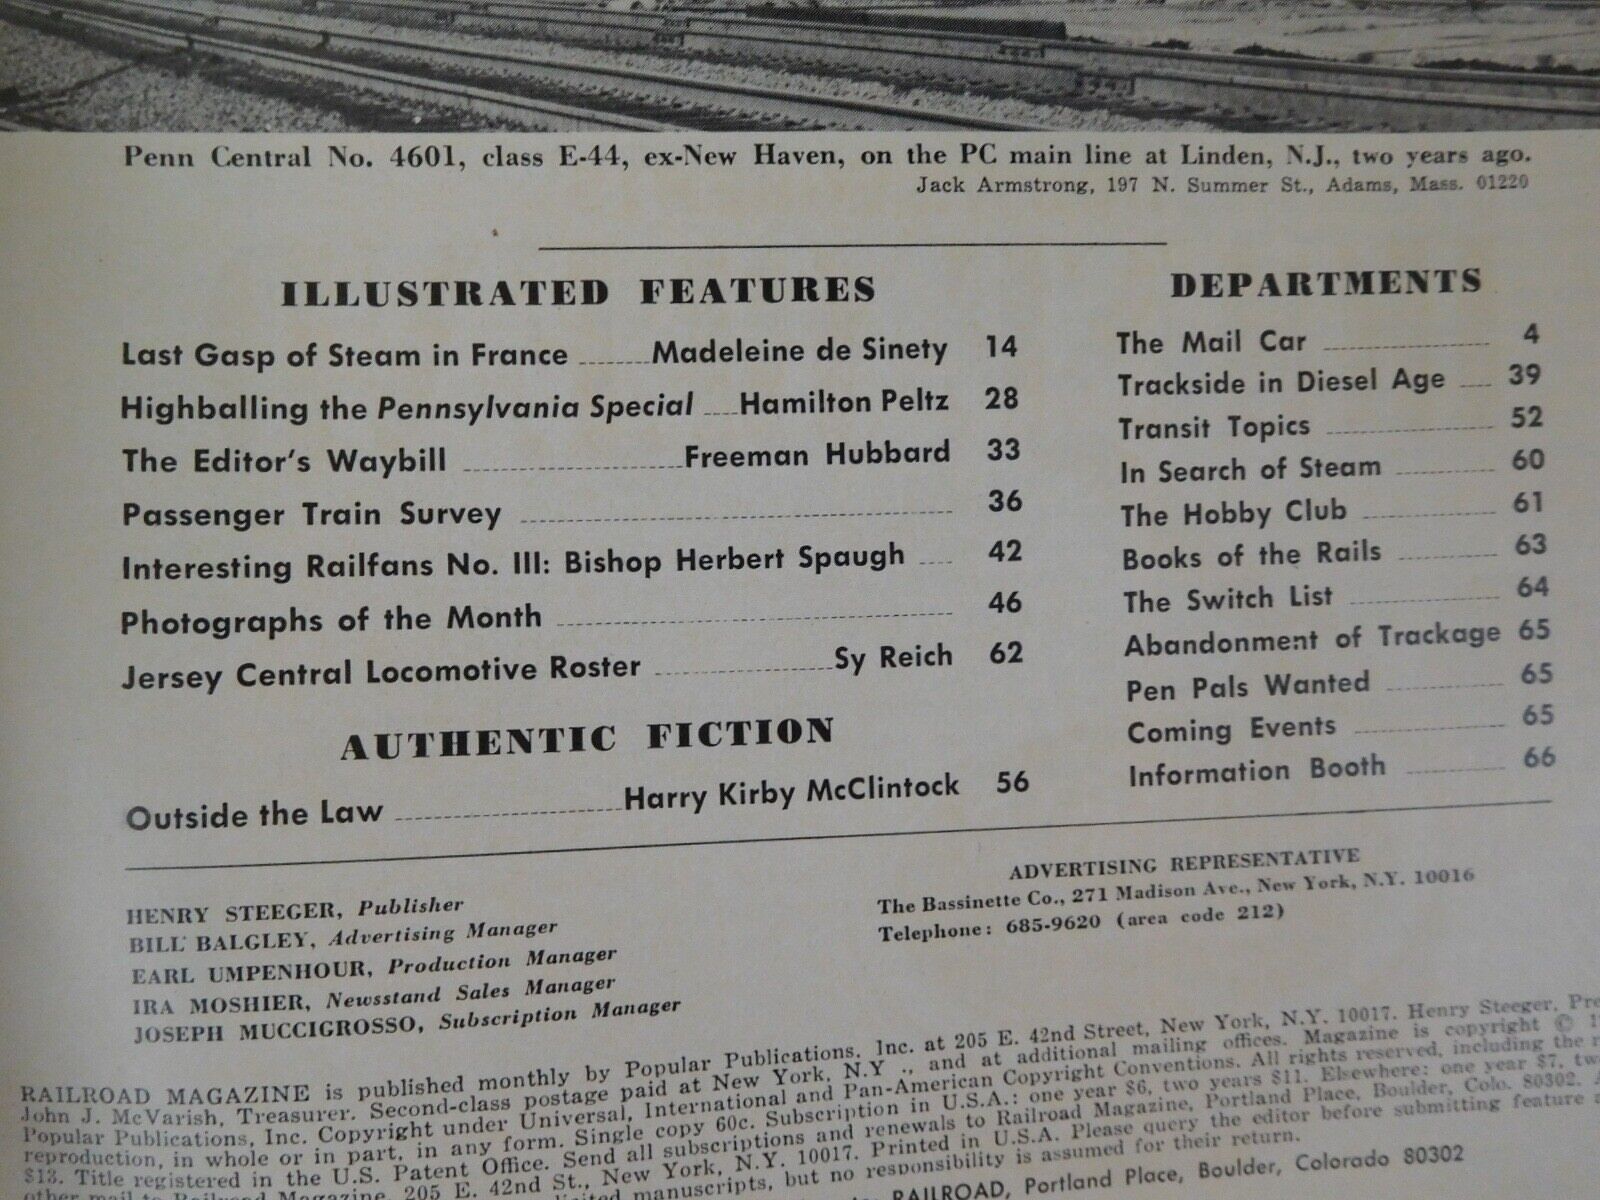 Penn Central No. 4601, class E-44, ex-New Haven, on the PC main line at Linden, N.J., two years ago.
Jack Armstrong, 197 N. Summer St., Adams, Mass. 01220
ILLUSTRATED FEATURES
Last Gasp of Steam in France Madeleine de Sinety 14
Highballing the Pennsylvania Special Hamilton Peltz 28
The Editor's Waybill Freeman Hubbard 33
Passenger Train Survey 36
Interesting Railfans No. III: Bishop Herbert Spaugh 42
Photographs of the Month 46
Jersey Central Locomotive Roster Sy Reich 62
AUTHENTIC FICTION
Outside the Law Harry Kirby McClintock 56
DEPARTMENTS
The Mail Car 4
Trackside in Diesel Age 39
Transit Topics 52
In Search of Steam 60
The Hobby Club 61
Books of the Rails 63
The Switch List 64
Abandonment of Trackage 65
Pen Pals Wanted 65
Coming Events 65
Information Booth 66
HENRY STEEGER, Publisher
BILL BALGLEY, Advertising Manager
EARL UMPENHOUR, Production Manager
IRA MOSHIER, Newsstand Sales Manager
JOSEPH MUCCIGROSSO, Subscription Manager
ADVERTISING REPRESENTATIVE
The Bassinette Co., 271 Madison Ave., New York, N.Y. 10016
Telephone: 685-9620 (area code 212)
RAILROAD MAGAZINE is published monthly by Popular Publications, Inc. at 205 E. 42nd Street, New York, N.Y. 10017. Henry Steeger,
John J. McVarish, Treasurer. Second-class postage paid at New York, N.Y ., and at additional mailing offices. Magazine is copyright ©
Popular Publications, Inc. Copyright under Universal, International and Pan-American Copyright Conventions. All rights reserved, including the
reproduction, in whole or in part, in any form. Single copy 60c. Subscription in U.S.A.: one year $6, two years $11. Elsewhere: one year $7,
$13. Title registered in the U.S. Patent Office. Send all subscriptions and renewals to Railroad Magazine, Portland Place, Boulder, Colo. 80302.
other mail to Railroad Magazine, 205 E. 42nd St., New York, N.Y. 10017. Printed in U.S.A. Please query the editor before submitting feature
manuscripts, but no responsibility is assumed for their return.
RAILROAD, Portland Place, Boulder, Colorado 80302